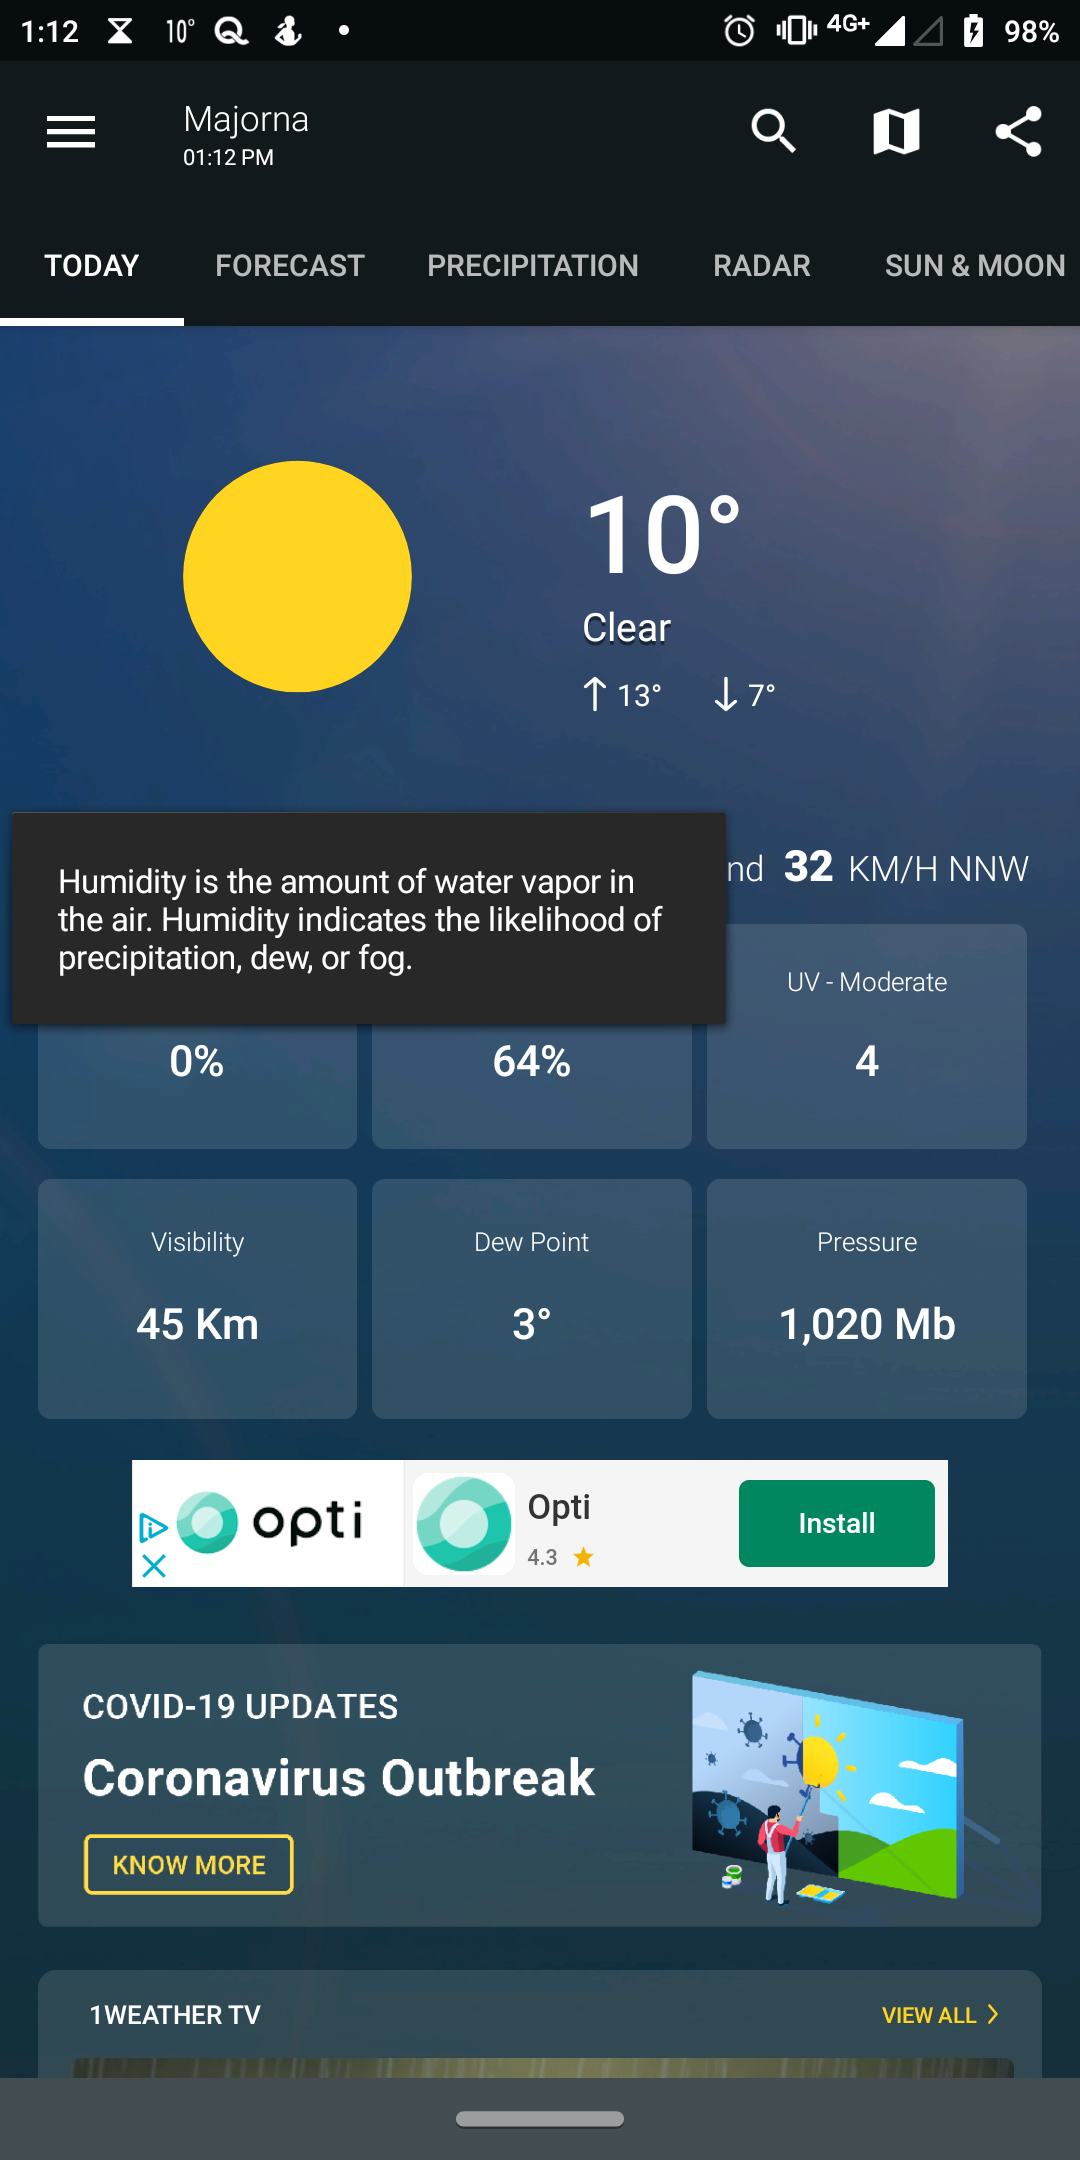 1:12 10° 4G+ 98%
Majorna
01:12 PM
TODAY FORECAST PRECIPITATION RADAR SUN & MOON
10°
Clear
↑ 13° ↓ 7°
nd 32 KM/H NNW
Humidity is the amount of water vapor in
the air. Humidity indicates the likelihood of
precipitation, dew, or fog.
UV - Moderate
0% 64% 4
Visibility Dew Point Pressure
45 Km 3° 1,020 Mb
opti
Opti
4.3
Install
COVID-19 UPDATES
Coronavirus Outbreak
KNOW MORE
1WEATHER TV VIEW ALL